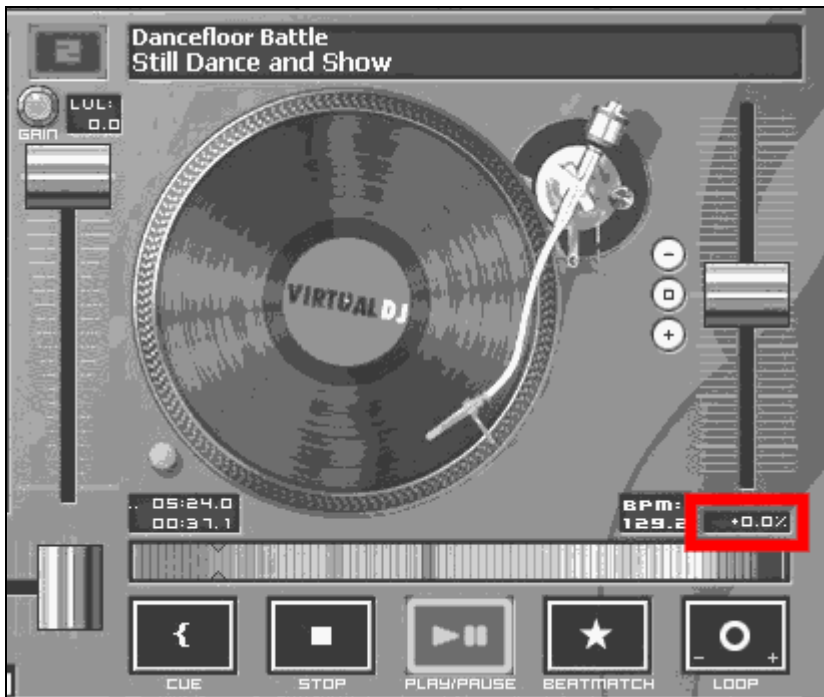 2
Dancefloor Battle
Still Dance and Show
LVL:
0.0
GAIN
VIRTUALDJ
05:24.0
00:37.1
BPM:
129.2
+0.0%
CUE
STOP
PLAY/PAUSE
BEATMATCH
LOOP